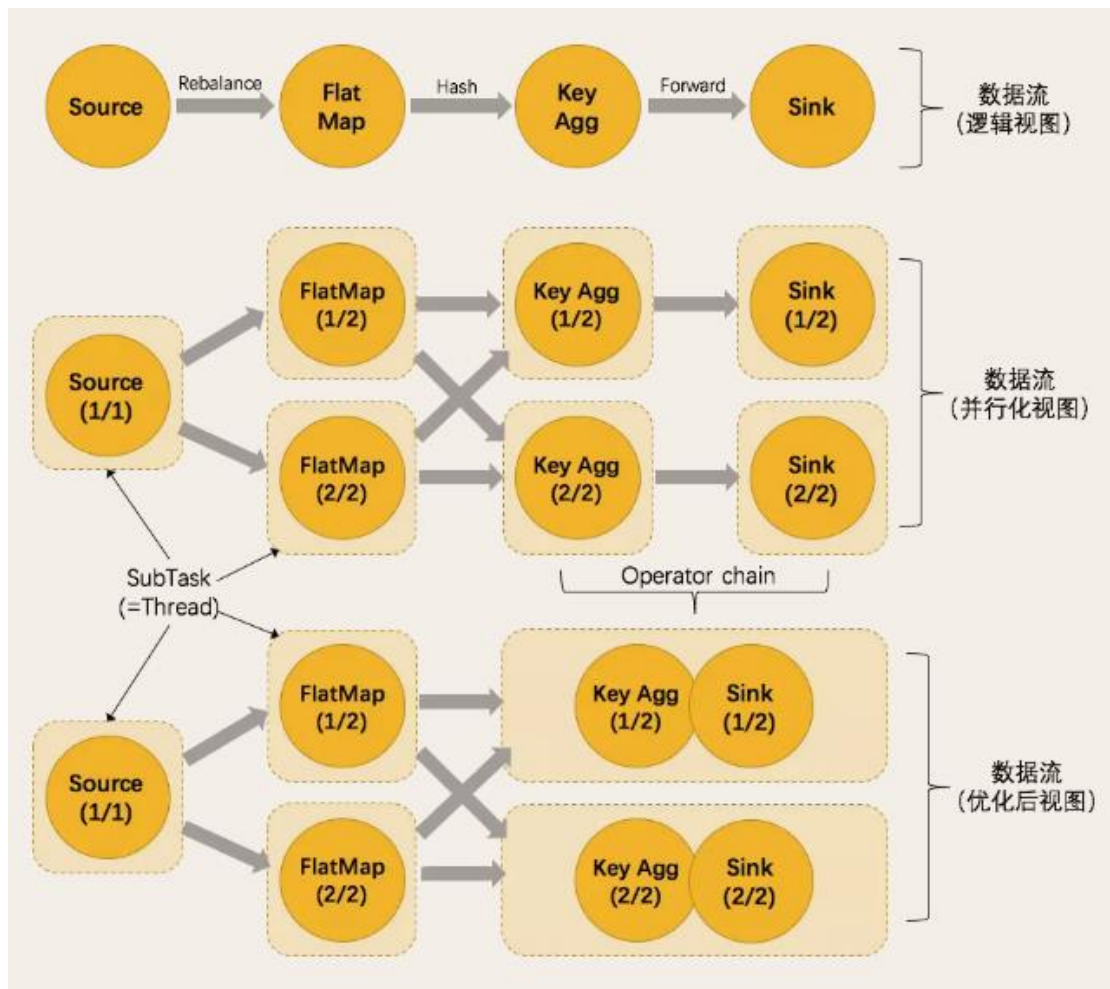 Source
Rebalance
Flat
Map
Hash
Key
Agg
Forward
Sink
数据流
(逻辑视图)
FlatMap
(1/2)
Key Agg
(1/2)
Sink
(1/2)
Source
(1/1)
数据流
(并行化视图)
FlatMap
(2/2)
Key Agg
(2/2)
Sink
(2/2)
SubTask
(=Thread)
Operator chain
FlatMap
(1/2)
Key Agg
(1/2)
Sink
(1/2)
Source
(1/1)
数据流
(优化后视图)
FlatMap
(2/2)
Key Agg
(2/2)
Sink
(2/2)